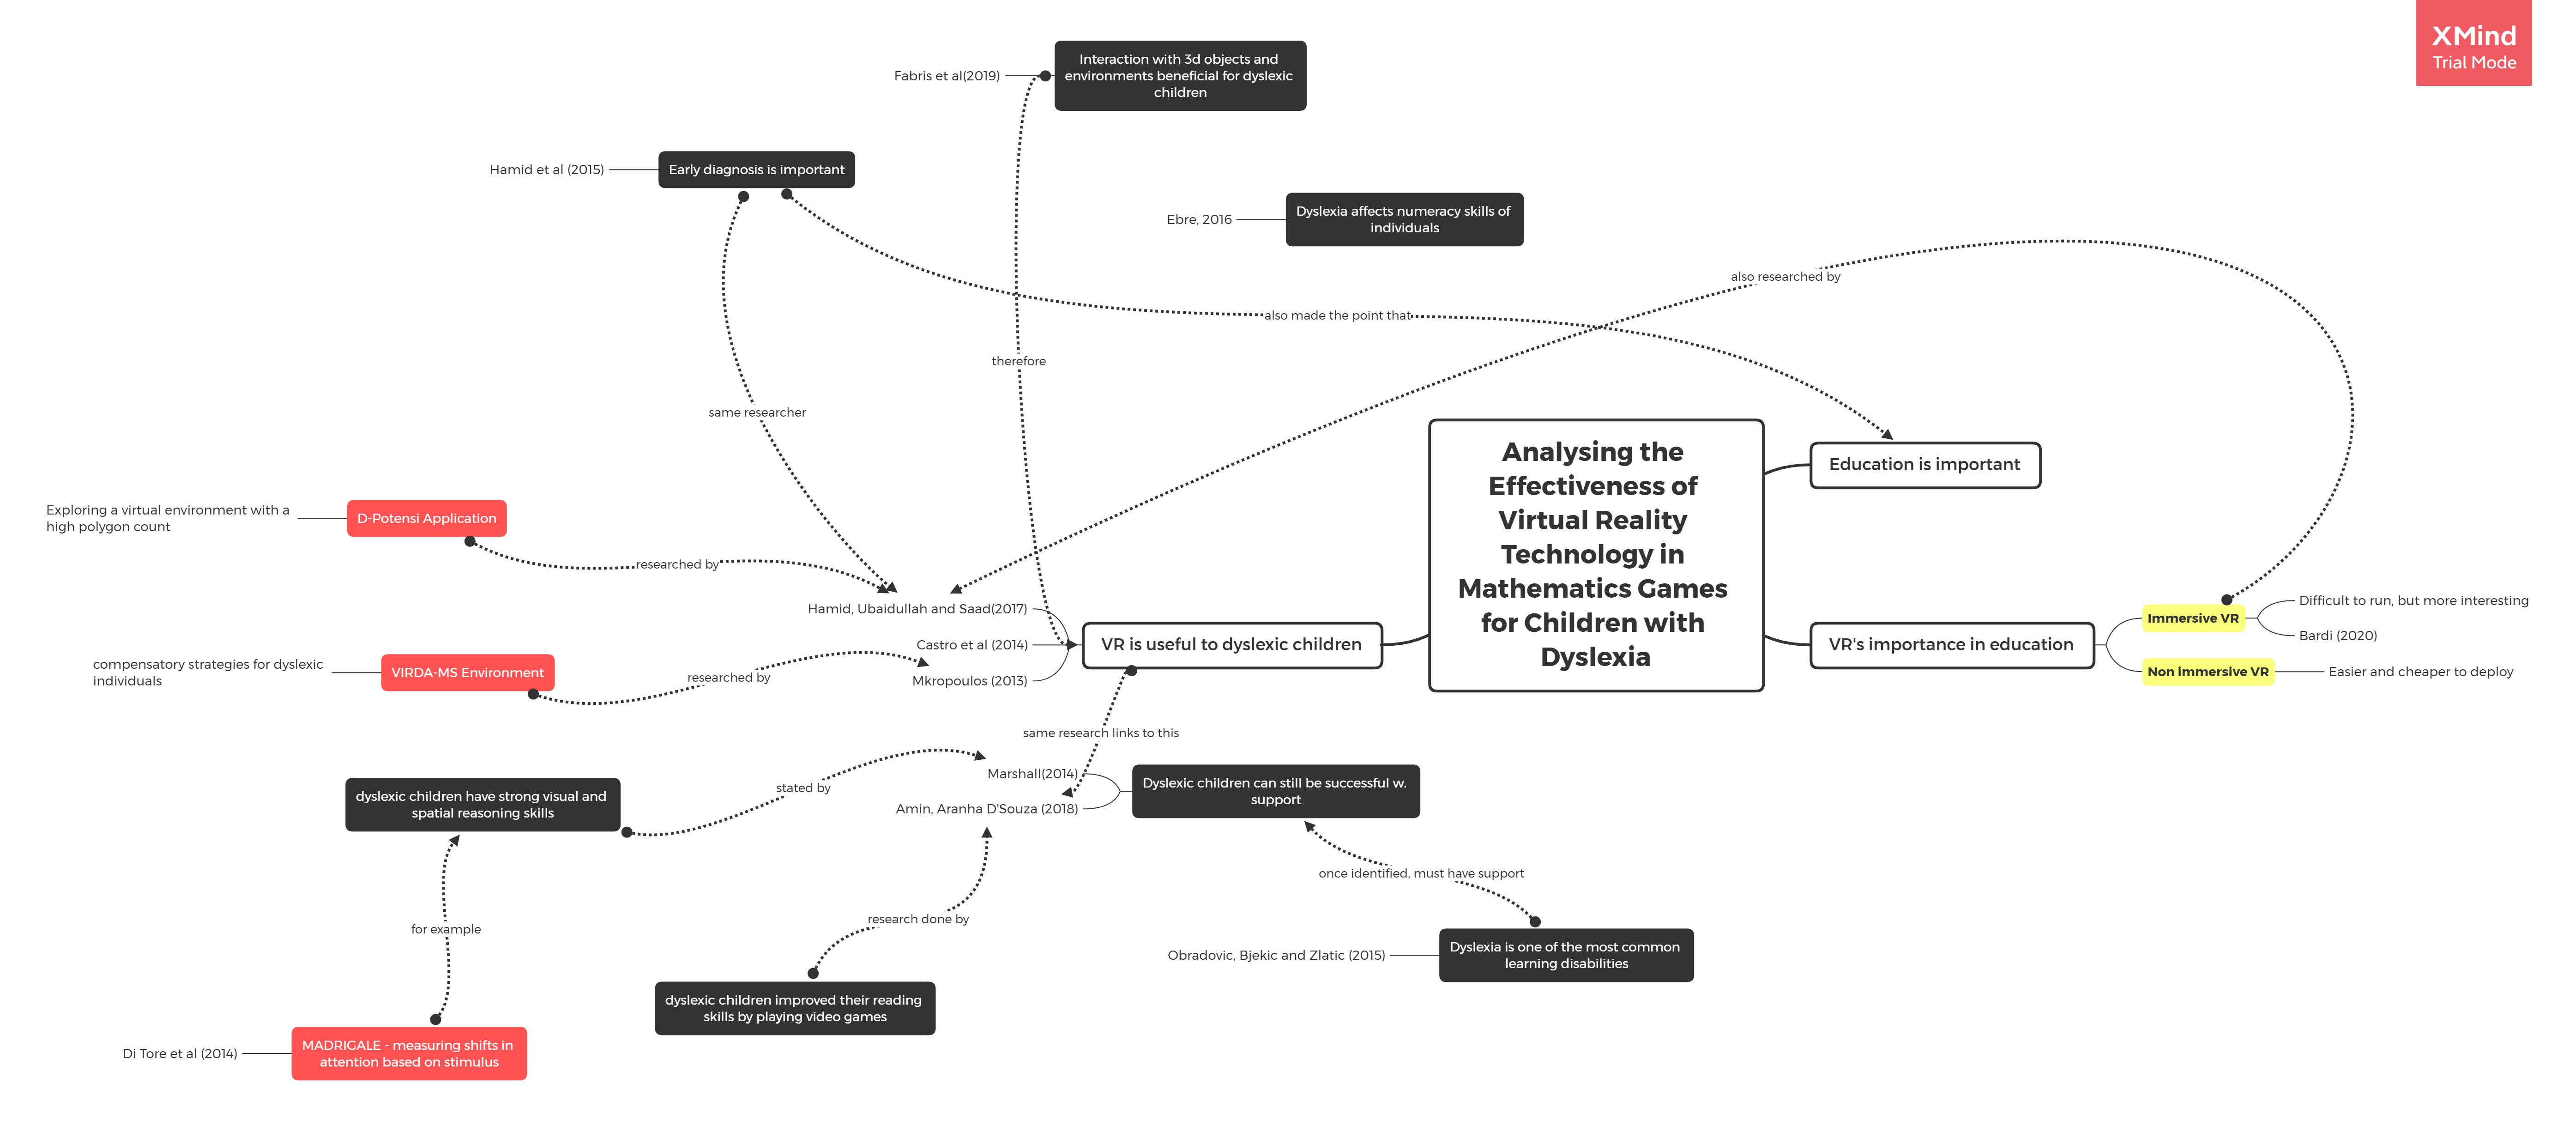 XMind
Trial Mode
Fabris et al(2019)
Interaction with 3d objects and
environments beneficial for dyslexic
children
Hamid et al (2015)
Early diagnosis is important
Ebre, 2016
Dyslexia affects numeracy skills of
individuals
also researched by
also made the point that
therefore
same researcher
Analysing the
Effectiveness of
Virtual Reality
Technology in
Mathematics Games
for Children with
Dyslexia
Education is important
Exploring a virtual environment with a
high polygon count
D-Potensi Application
researched by
Hamid, Ubaidullah and Saad(2017)
Castro et al (2014)
Mkropoulos (2013)
VR is useful to dyslexic children
VR's importance in education
Immersive VR
Difficult to run, but more interesting
Bardi (2020)
Non immersive VR
Easier and cheaper to deploy
compensatory strategies for dyslexic
individuals
VIRDA-MS Environment
researched by
same research links to this
Marshall(2014)
Amin, Aranha D'Souza (2018)
Dyslexic children can still be successful w.
support
dyslexic children have strong visual and
spatial reasoning skills
stated by
once identified, must have support
for example
research done by
Obradovic, Bjekic and Zlatic (2015)
Dyslexia is one of the most common
learning disabilities
dyslexic children improved their reading
skills by playing video games
Di Tore et al (2014)
MADRIGALE - measuring shifts in
attention based on stimulus